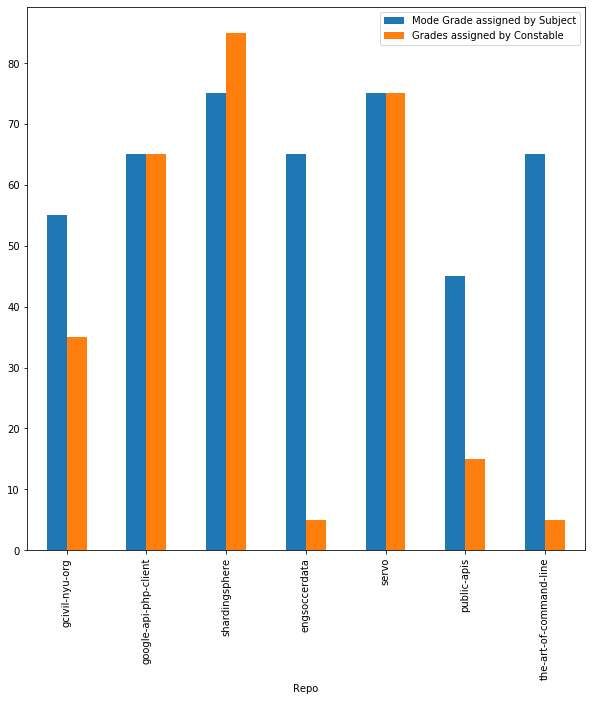 Mode Grade assigned by Subject
Grades assigned by Constable
80
70
60
50
40
30
20
10
0
gcivil-nyu-org
google-api-php-client
shardingsphere
engsoccerdata
servo
public-apis
the-art-of-command-line
Repo